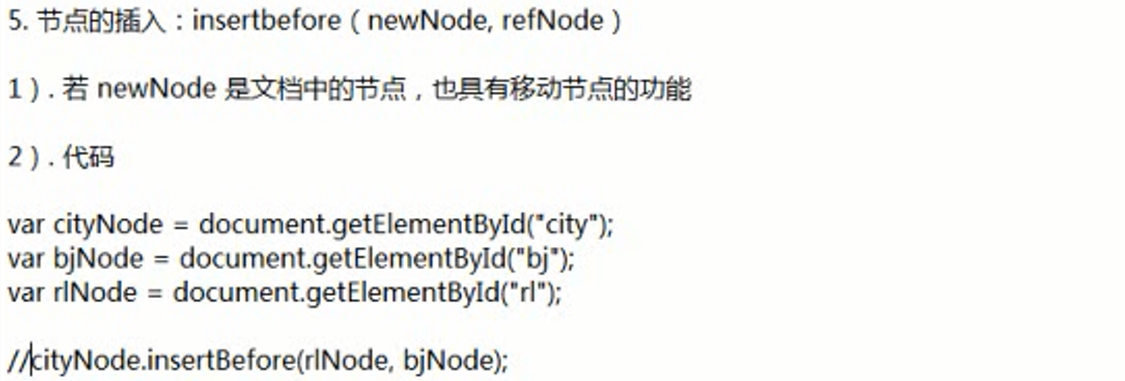 5. 节点的插入：insertbefore（newNode, refNode）
1）. 若 newNode 是文档中的节点，也具有移动节点的功能
2）. 代码
var cityNode = document.getElementById("city");
var bjNode = document.getElementById("bj");
var rlNode = document.getElementById("rl");
//cityNode.insertBefore(rlNode, bjNode);